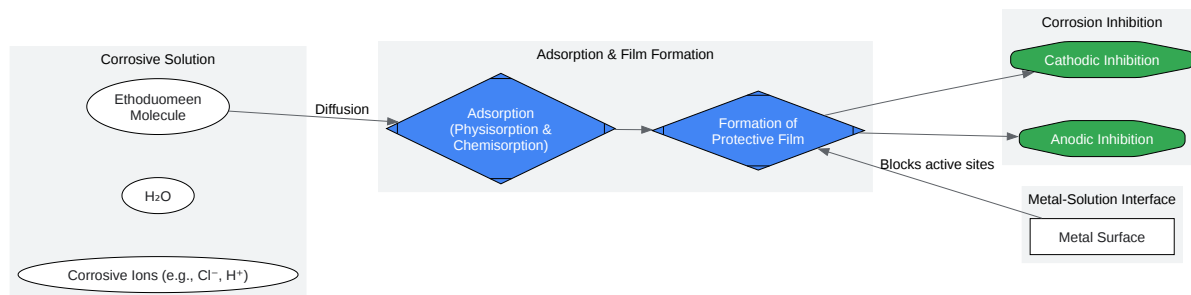 Corrosive Solution
Ethoduomeen
Molecule
H₂O
Corrosive Ions (e.g., Cl⁻, H⁺)
Diffusion
Adsorption & Film Formation
Adsorption
(Physisorption &
Chemisorption)
Formation of
Protective Film
Corrosion Inhibition
Cathodic Inhibition
Anodic Inhibition
Blocks active sites
Metal-Solution Interface
Metal Surface